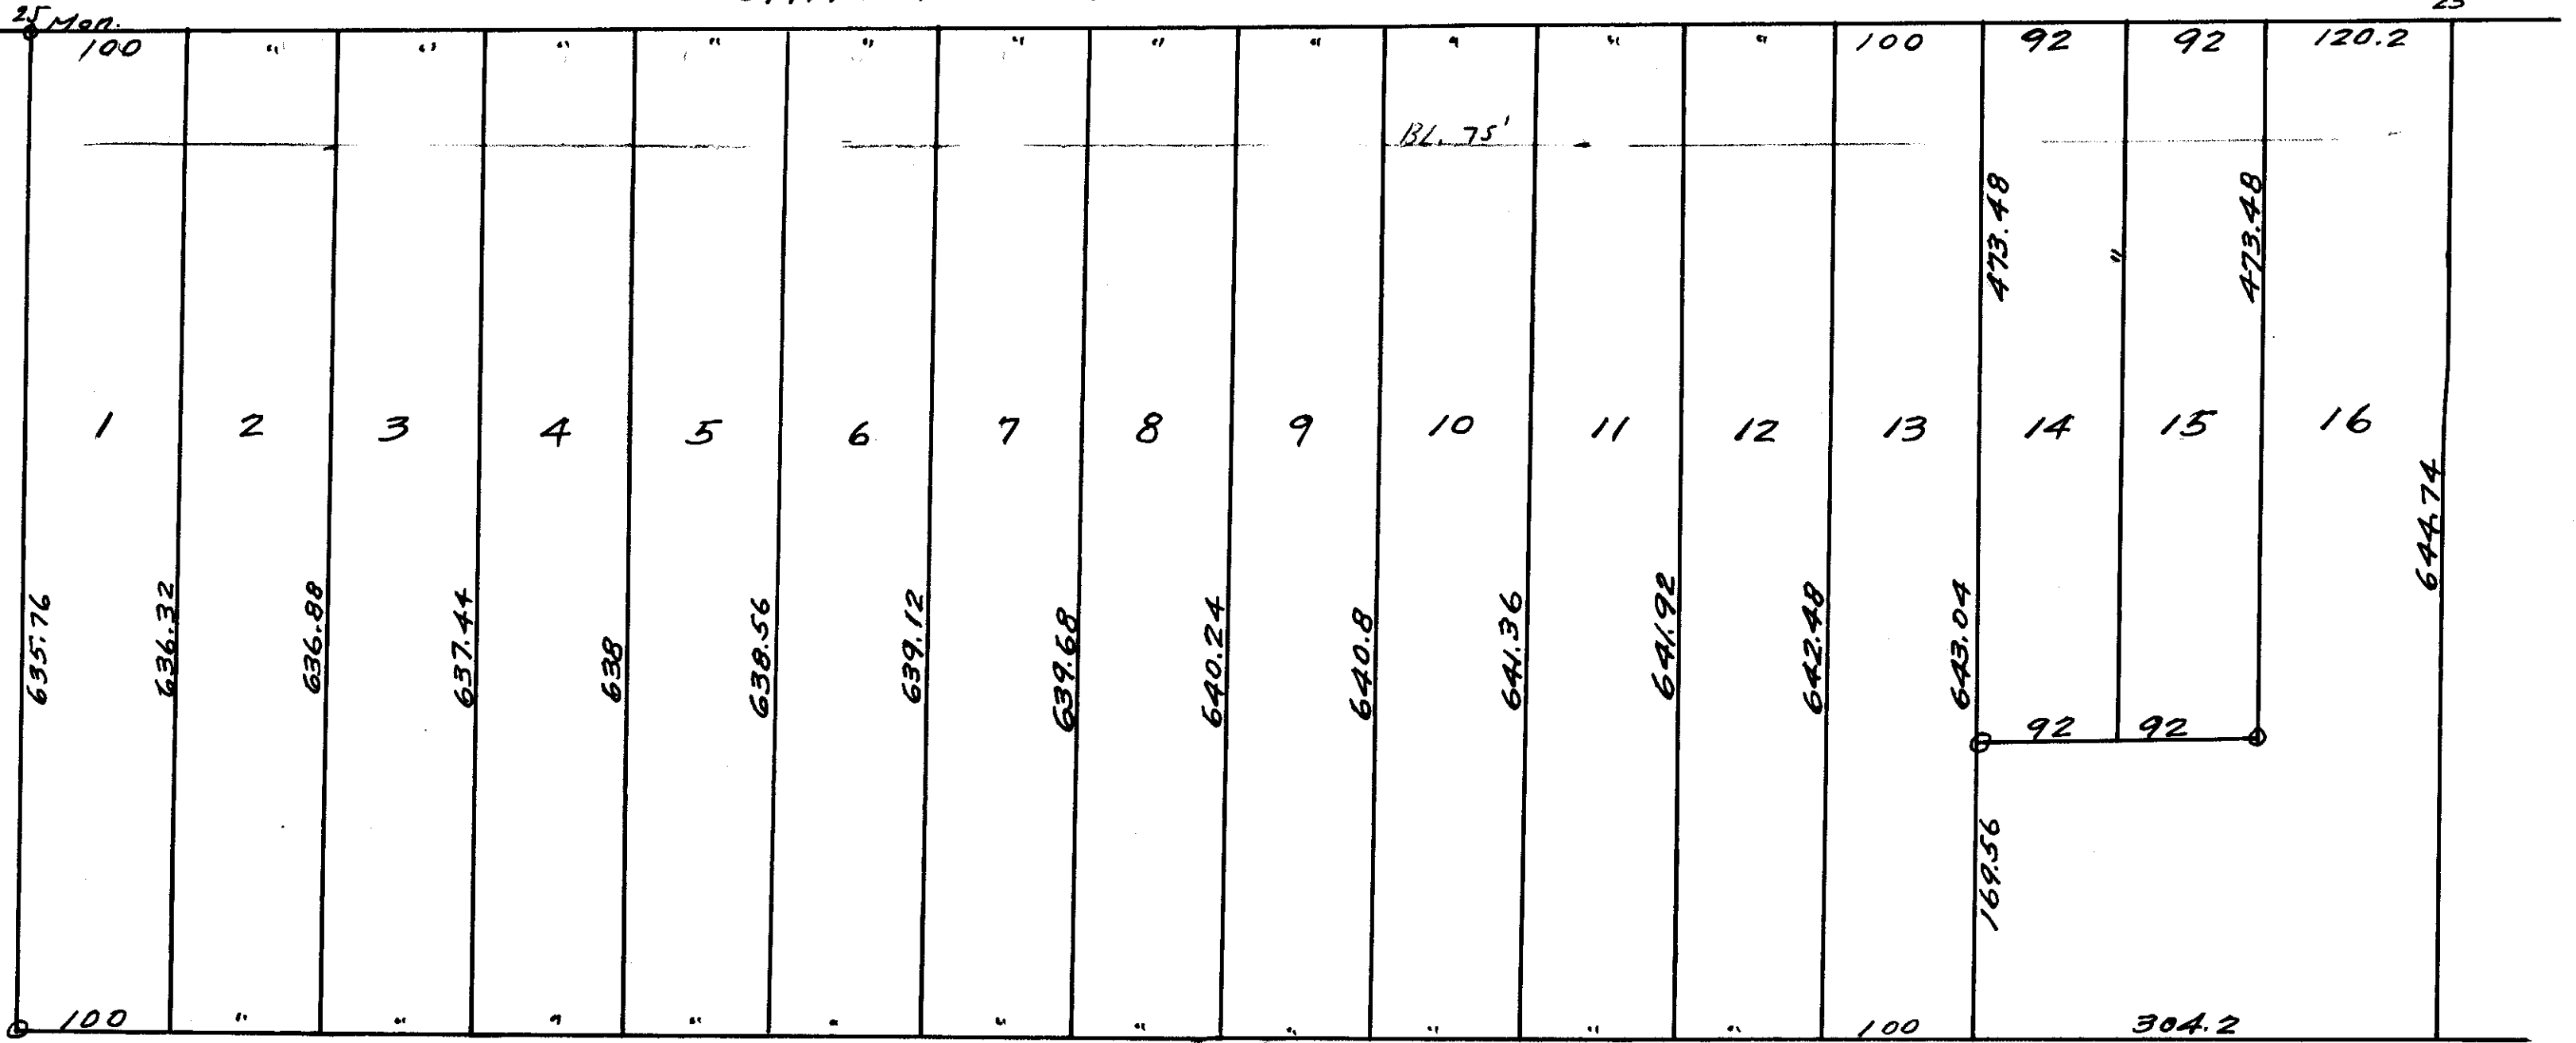 25 Mon. 25
100 " " " " " " " " " " " 100 92 92 120.2
BL. 75'
473.48 " 473.48
1 2 3 4 5 6 7 8 9 10 11 12 13 14 15 16
635.76 636.32 636.88 637.44 638 638.56 639.12 639.68 640.24 640.8 641.36 641.92 642.48 643.04 644.74
92 92
169.56
100 " " " " " " " " " " " 100 304.2